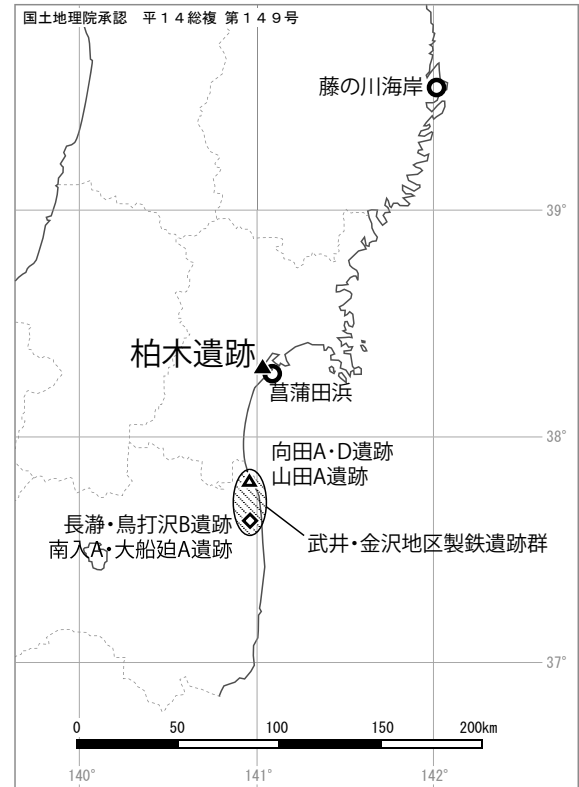 国土地理院承認　平１４総複 第１４９号
藤の川海岸
39°
柏木遺跡
菖蒲田浜
38°
向田A・D遺跡
山田A遺跡
長瀞・鳥打沢B遺跡
南入A・大船廹A遺跡
武井・金沢地区製鉄遺跡群
37°
0 50 100 150 200km
140° 141° 142°